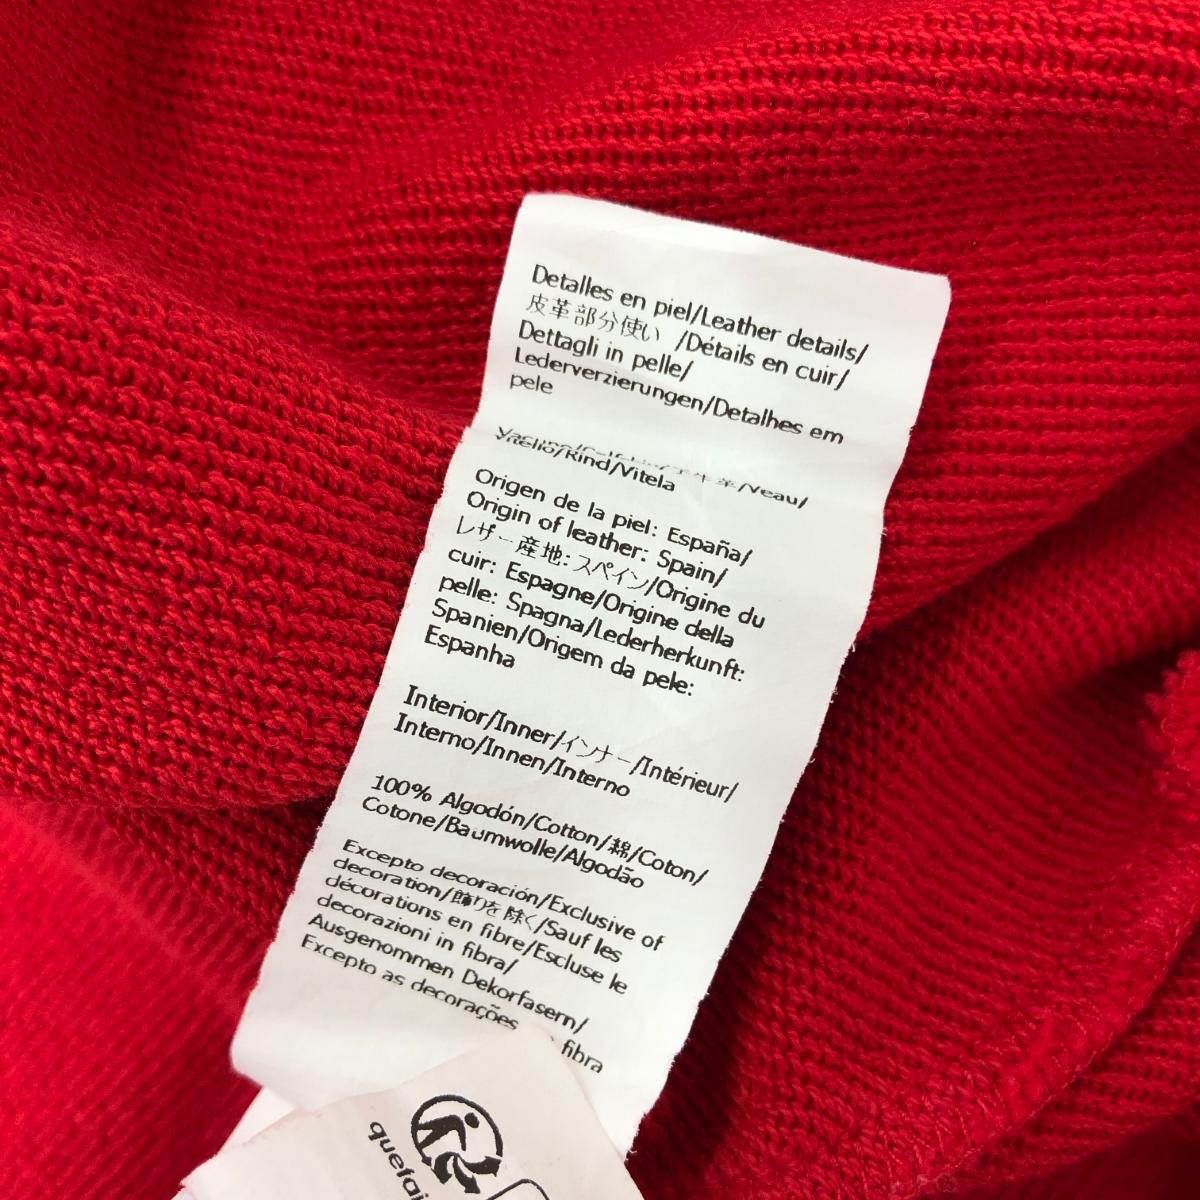 Detalles en piel/Leather details/
皮革部分使い /Détails en cuir/
Dettagli in pelle/
Lederverzierungen/Detalhes em
pele
/Veau/
Vitello/Rind/Vitela
Origen de la piel: España/
Origin of leather: Spain/
レザー産地:スペイン/Origine du
cuir: Espagne/Origine della
pelle: Spagna/Lederherkunft:
Spanien/Origem da pele:
Espanha
Interior/Inner/インナー/Intérieur/
Interno/Innen/Interno
100% Algodón/Cotton/綿/Coton/
Cotone/Baumwolle/Algodão
Excepto decoración/Exclusive of
decoration/飾りを除く/Sauf les
décorations en fibre/Escluse le
decorazioni in fibra/
Ausgenommen Dekorfasern/
Excepto as decorações
fibra
quefai